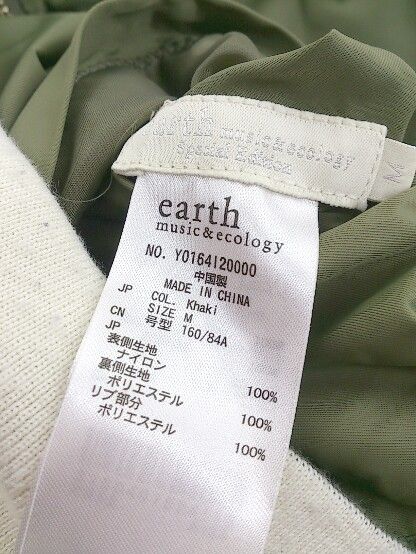 earth music&ecology
Special Edition
M
earth
music&ecology
NO. Y0164I20000
中国製
MADE IN CHINA
JP COL. Khaki
CN SIZE M
JP 号型 160/84A
表側生地
ナイロン 100%
裏側生地
ポリエステル 100%
リブ部分
ポリエステル 100%